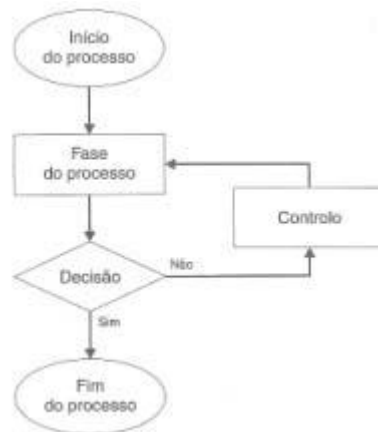 Início
do processo
Fase
do processo
Controlo
Decisão
Não
Sim
Fim
do processo